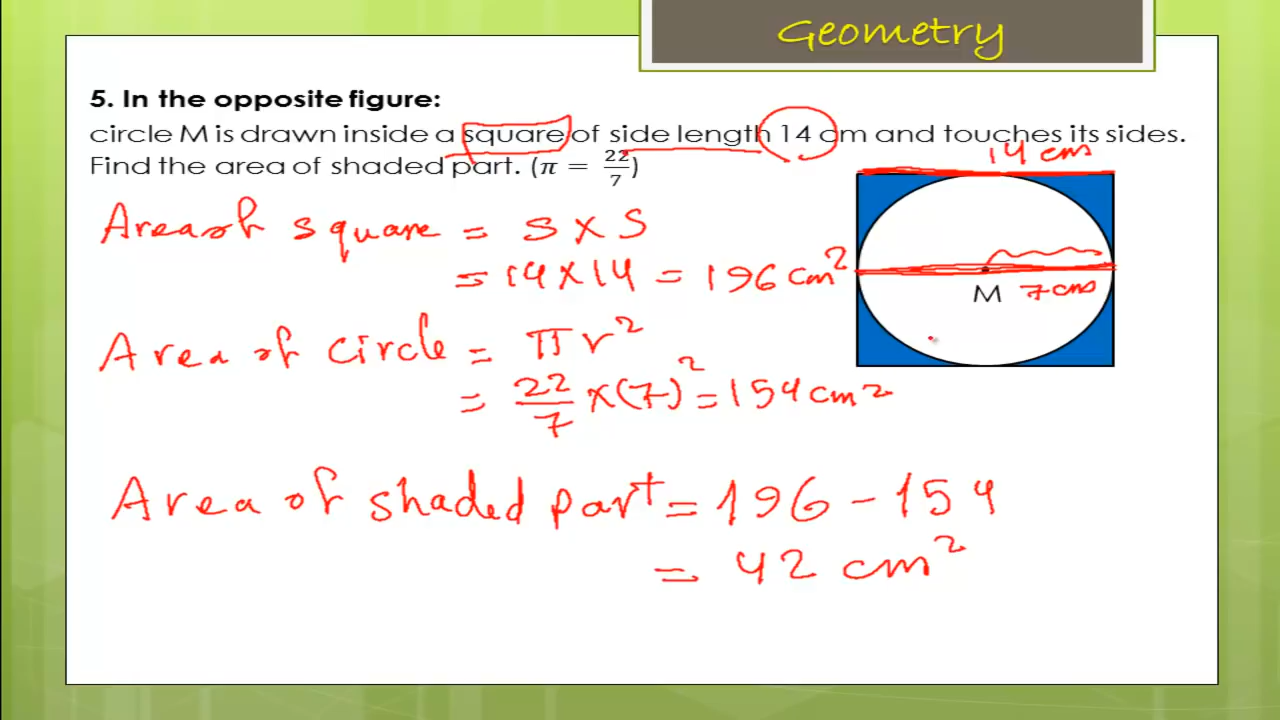 Geometry
5. In the opposite figure:
circle M is drawn inside a square of side length 14 cm and touches its sides.
Find the area of shaded part. (π = 22/7)
14 cm
Area of square = S × S
= 14 × 14 = 196 cm²
M 7 cm
Area of circle = πr²
= 22/7 × (7)² = 154 cm²
Area of shaded part = 196 - 154
= 42 cm²